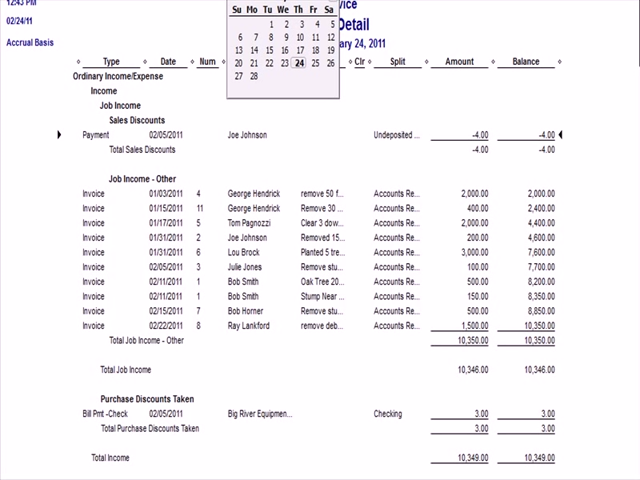 12:43 PM
02/24/11
Accrual Basis
vice
Detail
ary 24, 2011
Su Mo Tu We Th Fr Sa
1 2 3 4 5
6 7 8 9 10 11 12
13 14 15 16 17 18 19
20 21 22 23 24 25 26
27 28
Type Date Num Clr Split Amount Balance
Ordinary Income/Expense
Income
Job Income
Sales Discounts
Payment 02/05/2011 Joe Johnson Undeposited ... -4.00 -4.00
Total Sales Discounts -4.00 -4.00
Job Income - Other
Invoice 01/03/2011 4 George Hendrick remove 50 f... Accounts Re... 2,000.00 2,000.00
Invoice 01/15/2011 11 George Hendrick Remove 30 ... Accounts Re... 400.00 2,400.00
Invoice 01/17/2011 5 Tom Pagnozzi Clear 3 dow... Accounts Re... 2,000.00 4,400.00
Invoice 01/31/2011 2 Joe Johnson Removed 15... Accounts Re... 200.00 4,600.00
Invoice 01/31/2011 6 Lou Brock Planted 5 tre... Accounts Re... 3,000.00 7,600.00
Invoice 02/05/2011 3 Julie Jones Remove stu... Accounts Re... 100.00 7,700.00
Invoice 02/11/2011 1 Bob Smith Oak Tree 20... Accounts Re... 500.00 8,200.00
Invoice 02/11/2011 1 Bob Smith Stump Near ... Accounts Re... 150.00 8,350.00
Invoice 02/15/2011 7 Bob Horner Remove stu... Accounts Re... 500.00 8,850.00
Invoice 02/22/2011 8 Ray Lankford remove deb... Accounts Re... 1,500.00 10,350.00
Total Job Income - Other 10,350.00 10,350.00
Total Job Income 10,346.00 10,346.00
Purchase Discounts Taken
Bill Pmt -Check 02/05/2011 Big River Equipmen... Checking 3.00 3.00
Total Purchase Discounts Taken 3.00 3.00
Total Income 10,349.00 10,349.00